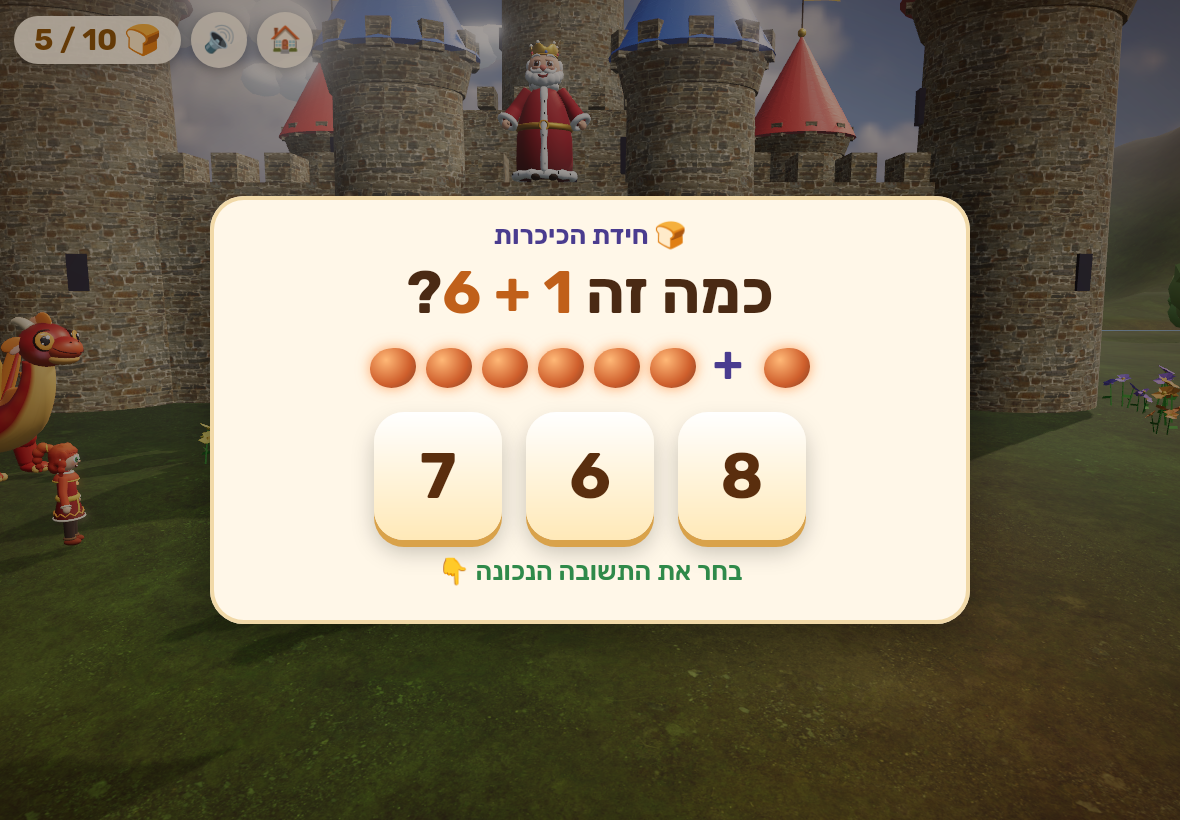 5 / 10 🍞
🍞 חידת הכיכרות
כמה זה 1 + 6?
+
7 6 8
בחר את התשובה הנכונה 👇